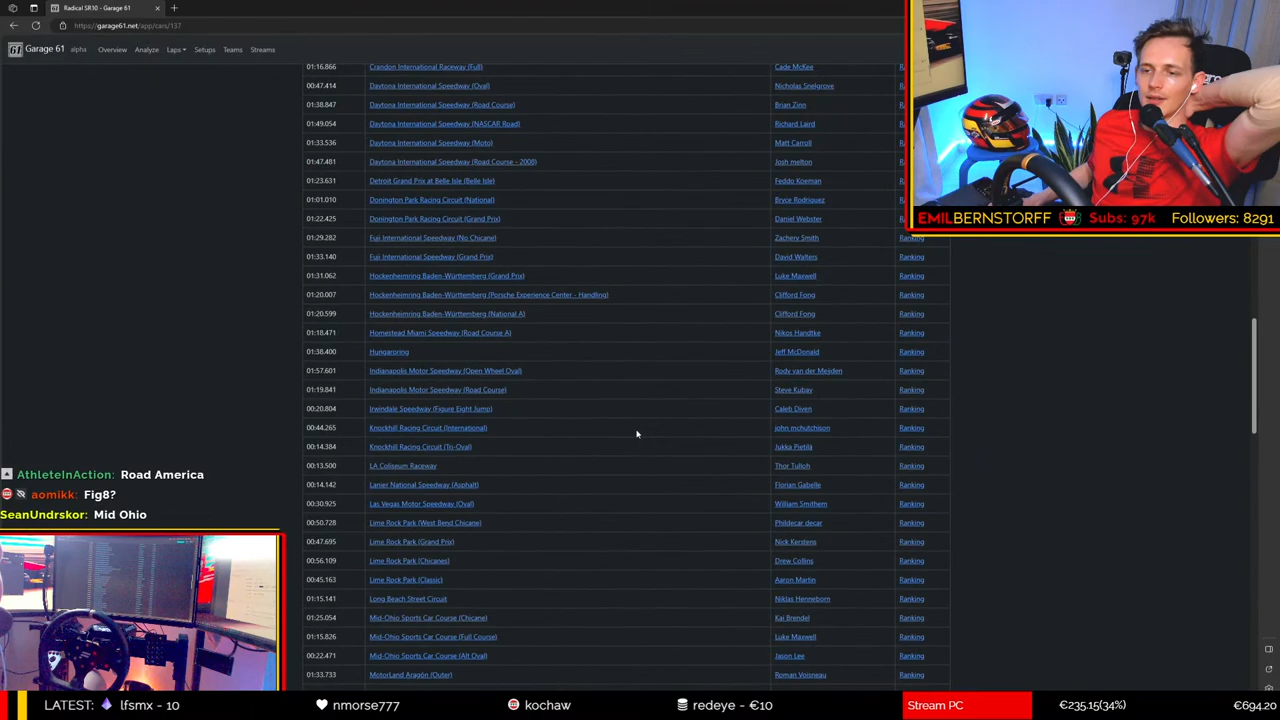 Radical SR10 - Garage 61
https://garage61.net/app/cars/137
61 Garage 61 alpha Overview Analyze Laps Setups Teams Streams
01:16.866 Crandon International Raceway (Full) Cade McKee
00:47.414 Daytona International Speedway (Oval) Nicholas Snelgrove
01:38.847 Daytona International Speedway (Road Course) Brian Zinn
01:49.054 Daytona International Speedway (NASCAR Road) Richard Laird
01:33.536 Daytona International Speedway (Moto) Matt Carroll
01:47.481 Daytona International Speedway (Road Course - 2008) Josh melton
01:23.631 Detroit Grand Prix at Belle Isle (Belle Isle) Feddo Koeman
01:01.010 Donington Park Racing Circuit (National) Bryce Rodriguez
01:22.425 Donington Park Racing Circuit (Grand Prix) Daniel Webster
01:29.282 Fuji International Speedway (No Chicane) Zachery Smith Ranking
01:33.140 Fuji International Speedway (Grand Prix) David Walters Ranking
01:31.062 Hockenheimring Baden-Württemberg (Grand Prix) Luke Maxwell Ranking
01:20.007 Hockenheimring Baden-Württemberg (Porsche Experience Center - Handling) Clifford Fong Ranking
01:20.599 Hockenheimring Baden-Württemberg (National A) Clifford Fong Ranking
01:18.471 Homestead Miami Speedway (Road Course A) Nikos Handtke Ranking
01:38.400 Hungaroring Jeff McDonald Ranking
01:57.601 Indianapolis Motor Speedway (Open Wheel Oval) Rody van der Meijden Ranking
01:19.841 Indianapolis Motor Speedway (Road Course) Steve Kubay Ranking
00:20.804 Irwindale Speedway (Figure Eight Jump) Caleb Diven Ranking
00:44.265 Knockhill Racing Circuit (International) john mchutchison Ranking
00:14.384 Knockhill Racing Circuit (Tri-Oval) Jukka Pietilä Ranking
00:13.500 LA Coliseum Raceway Thor Tulloh Ranking
00:14.142 Lanier National Speedway (Asphalt) Florian Gabelle Ranking
00:30.925 Las Vegas Motor Speedway (Oval) William Smithem Ranking
00:50.728 Lime Rock Park (West Bend Chicane) Phildecar decar Ranking
00:47.695 Lime Rock Park (Grand Prix) Nick Kerstens Ranking
00:56.109 Lime Rock Park (Chicanes) Drew Collins Ranking
00:45.163 Lime Rock Park (Classic) Aaron Martin Ranking
01:15.141 Long Beach Street Circuit Niklas Henneborn Ranking
01:25.054 Mid-Ohio Sports Car Course (Chicane) Kai Brendel Ranking
01:15.826 Mid-Ohio Sports Car Course (Full Course) Luke Maxwell Ranking
00:22.471 Mid-Ohio Sports Car Course (Alt Oval) Jason Lee Ranking
01:33.733 MotorLand Aragón (Outer) Roman Voisneau Ranking
EMILBERNSTORFF Subs: 97k Followers: 8291
AthleteInAction: Road America
aomikk: Fig8?
SeanUndrskor: Mid Ohio
LATEST: lfsmx - 10 nmorse777 kochaw redeye - €10 Stream PC €235.15(34%) €694.20